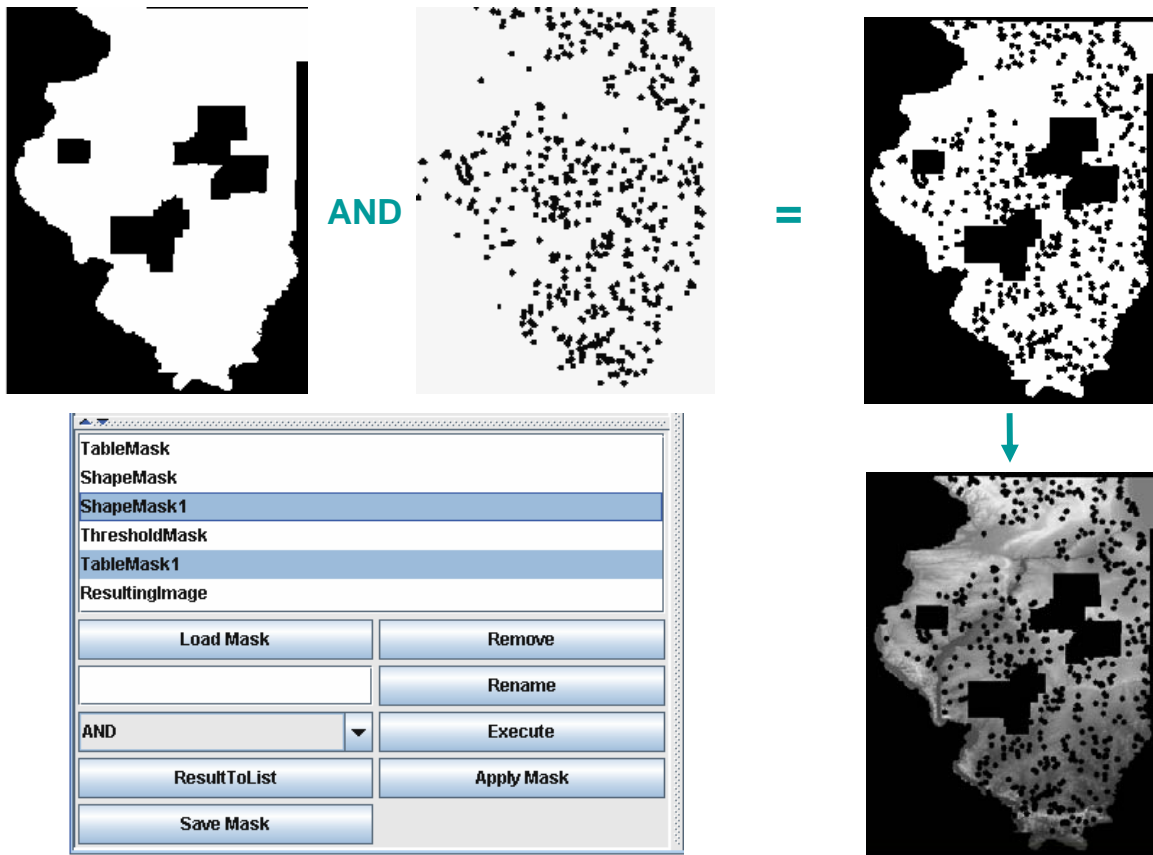 AND
=
TableMask
ShapeMask
ShapeMask1
ThresholdMask
TableMask1
ResultingImage
Load Mask
Remove
Rename
AND
Execute
ResultToList
Apply Mask
Save Mask